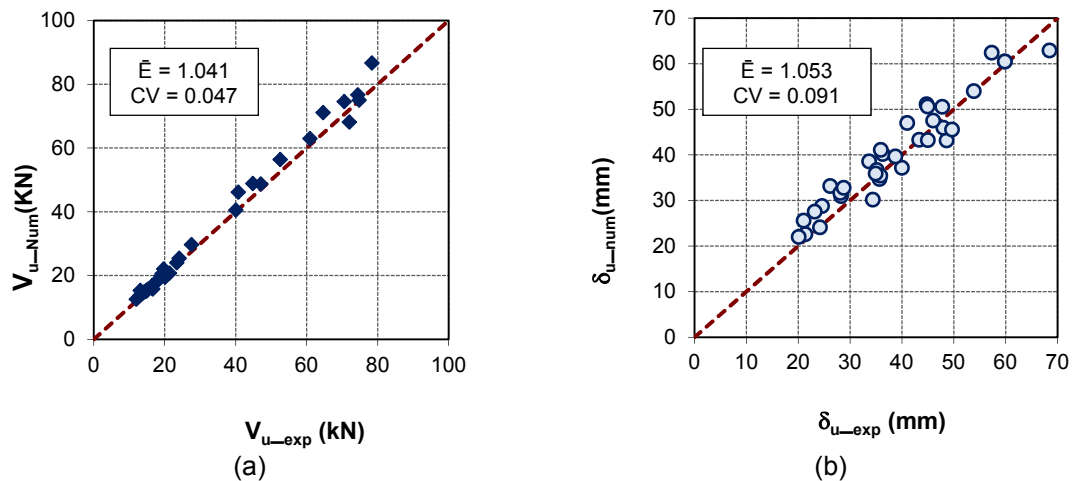 100
80
60
40
20
0
V_u_Num(KN)
Ē = 1.041
CV = 0.047
0 20 40 60 80 100
V_u_exp (kN)
(a)
70
60
50
40
30
20
10
0
δ_u_num(mm)
Ē = 1.053
CV = 0.091
0 10 20 30 40 50 60 70
δ_u_exp (mm)
(b)